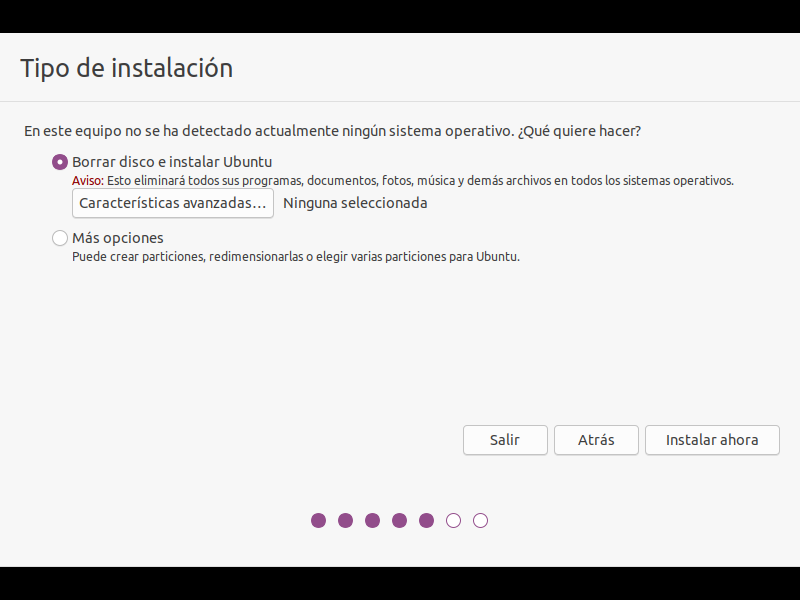 Tipo de instalación
En este equipo no se ha detectado actualmente ningún sistema operativo. ¿Qué quiere hacer?
Borrar disco e instalar Ubuntu
Aviso: Esto eliminará todos sus programas, documentos, fotos, música y demás archivos en todos los sistemas operativos.
Características avanzadas... Ninguna seleccionada
Más opciones
Puede crear particiones, redimensionarlas o elegir varias particiones para Ubuntu.
Salir Atrás Instalar ahora